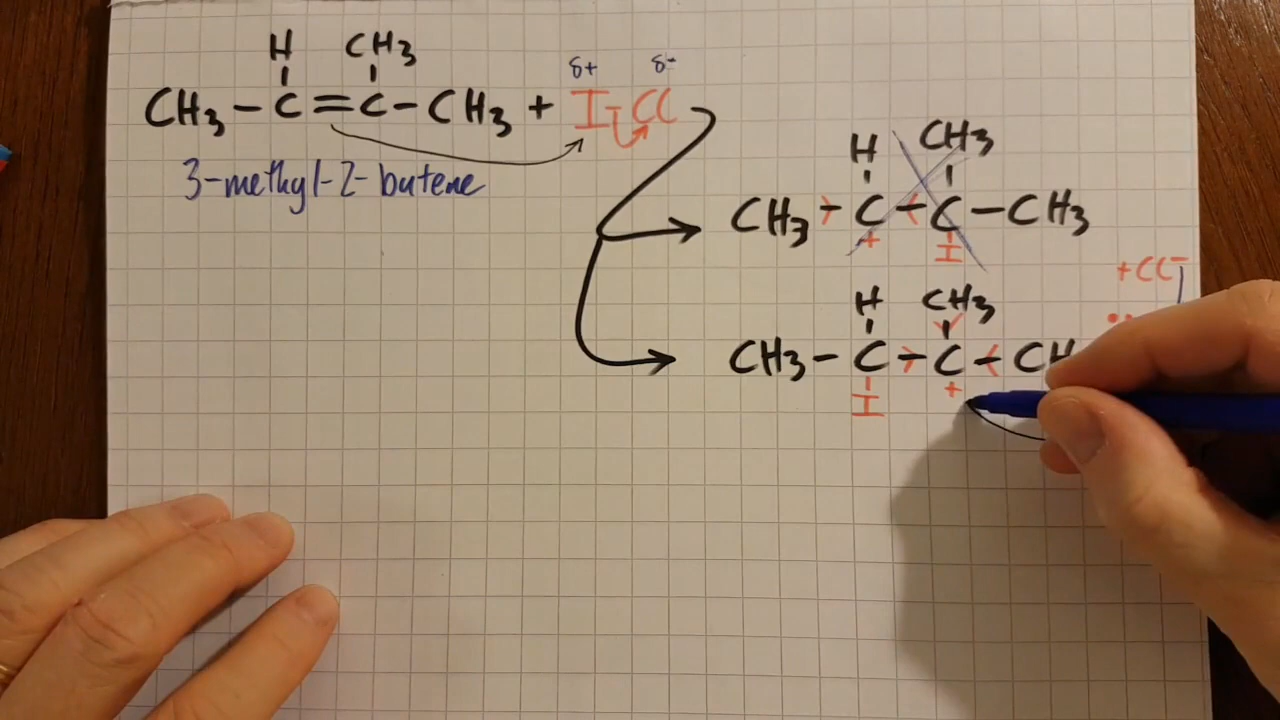 H CH3
CH3 – C = C – CH3 + I – Cl
δ+ δ-
3-methyl-2-butene
H CH3
CH3 – C – C – CH3
+ I
+ Cl⁻
H CH3
CH3 – C – C – CH
I +